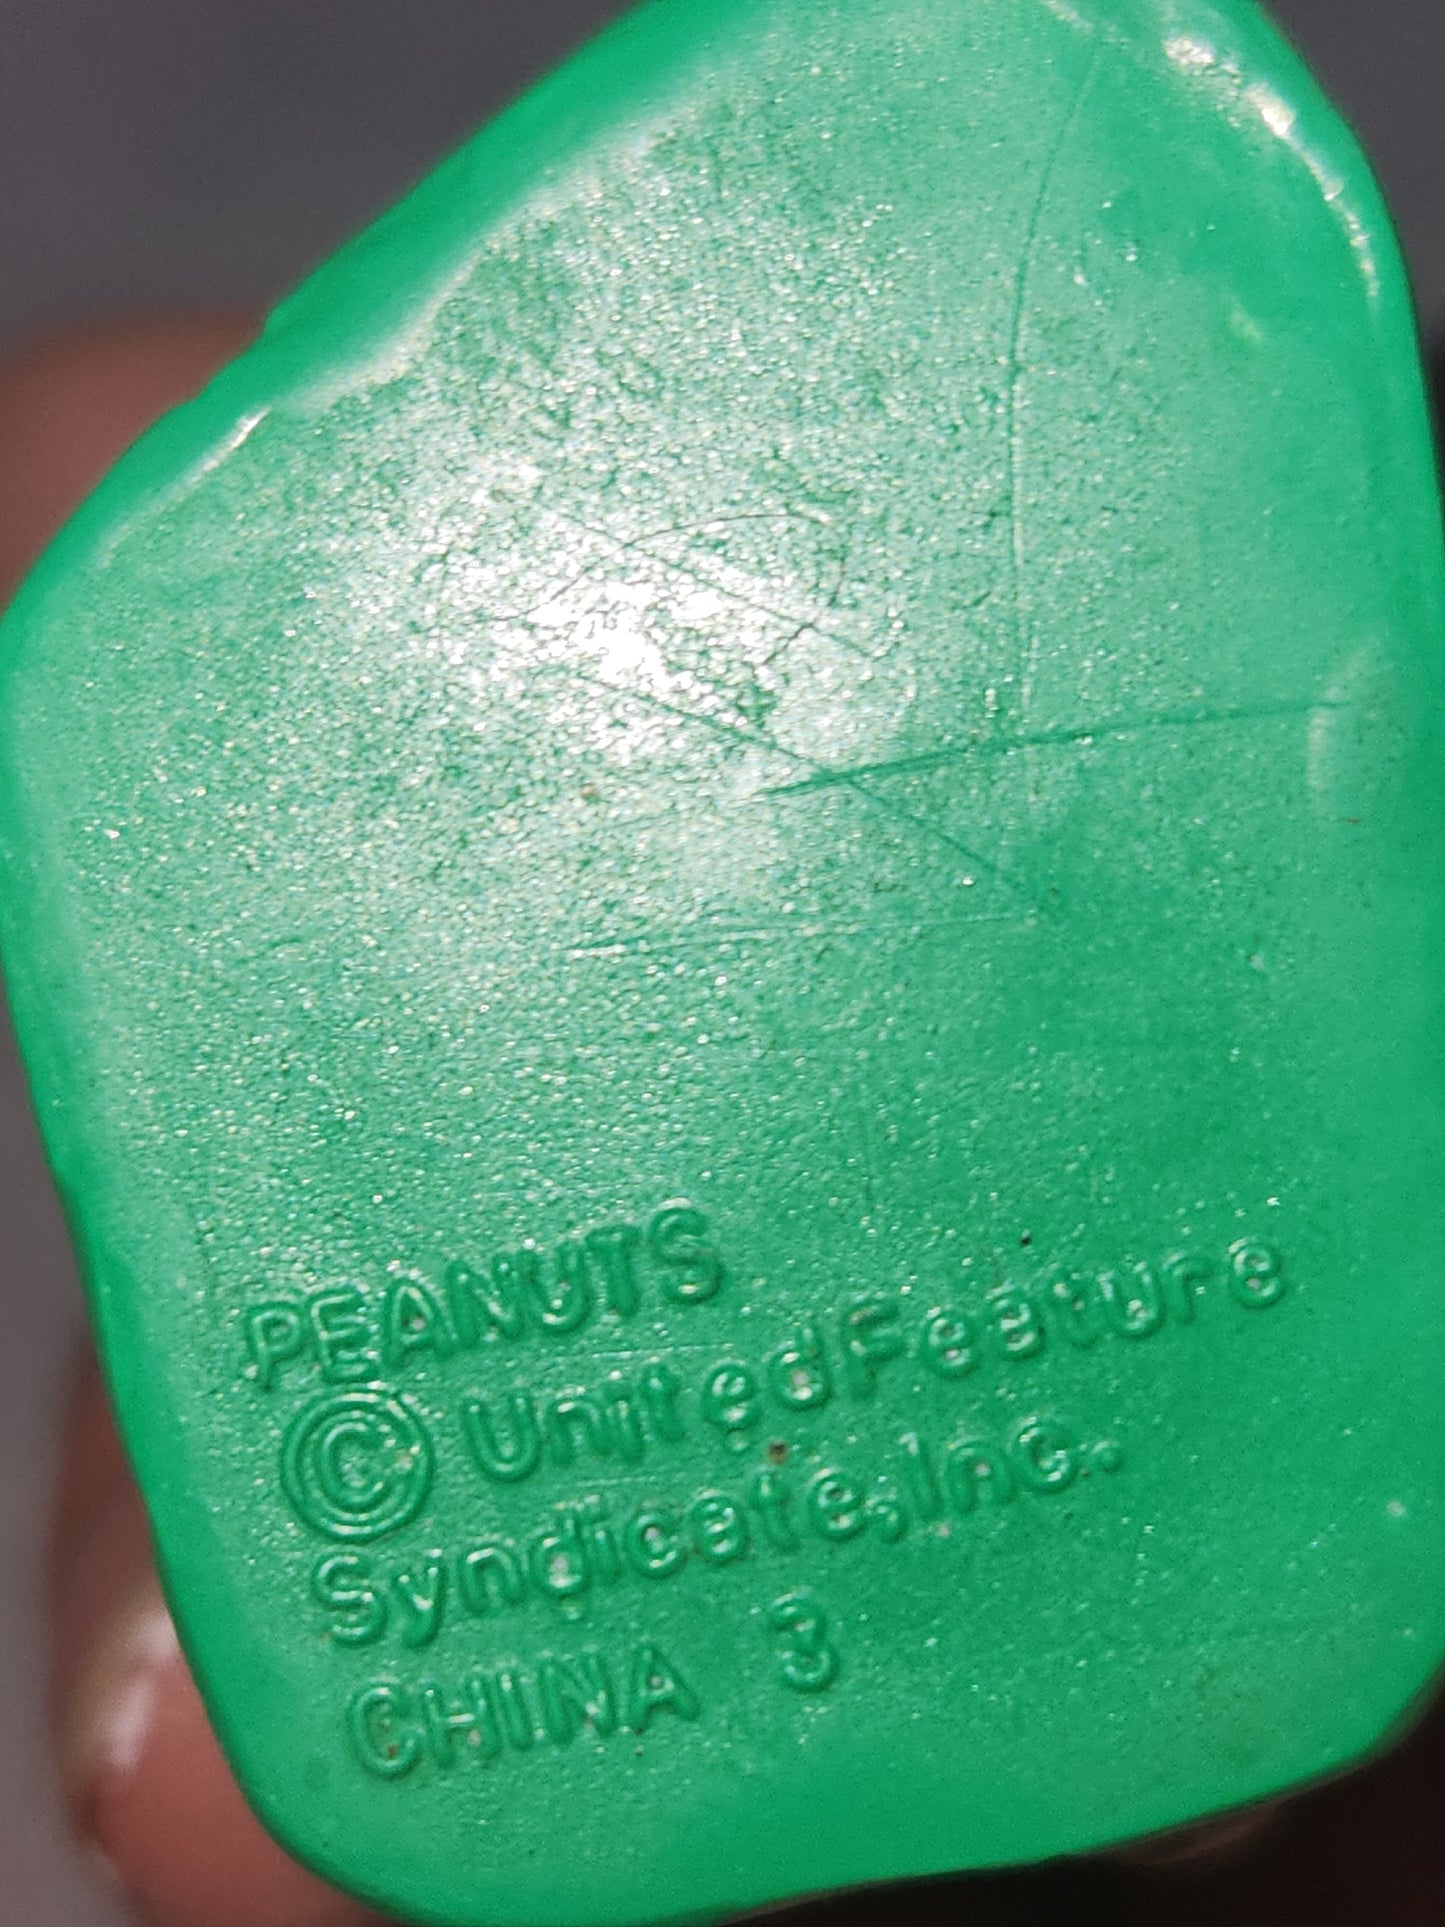 PEANUTS
© United Feature
Syndicate, Inc.
CHINA 3